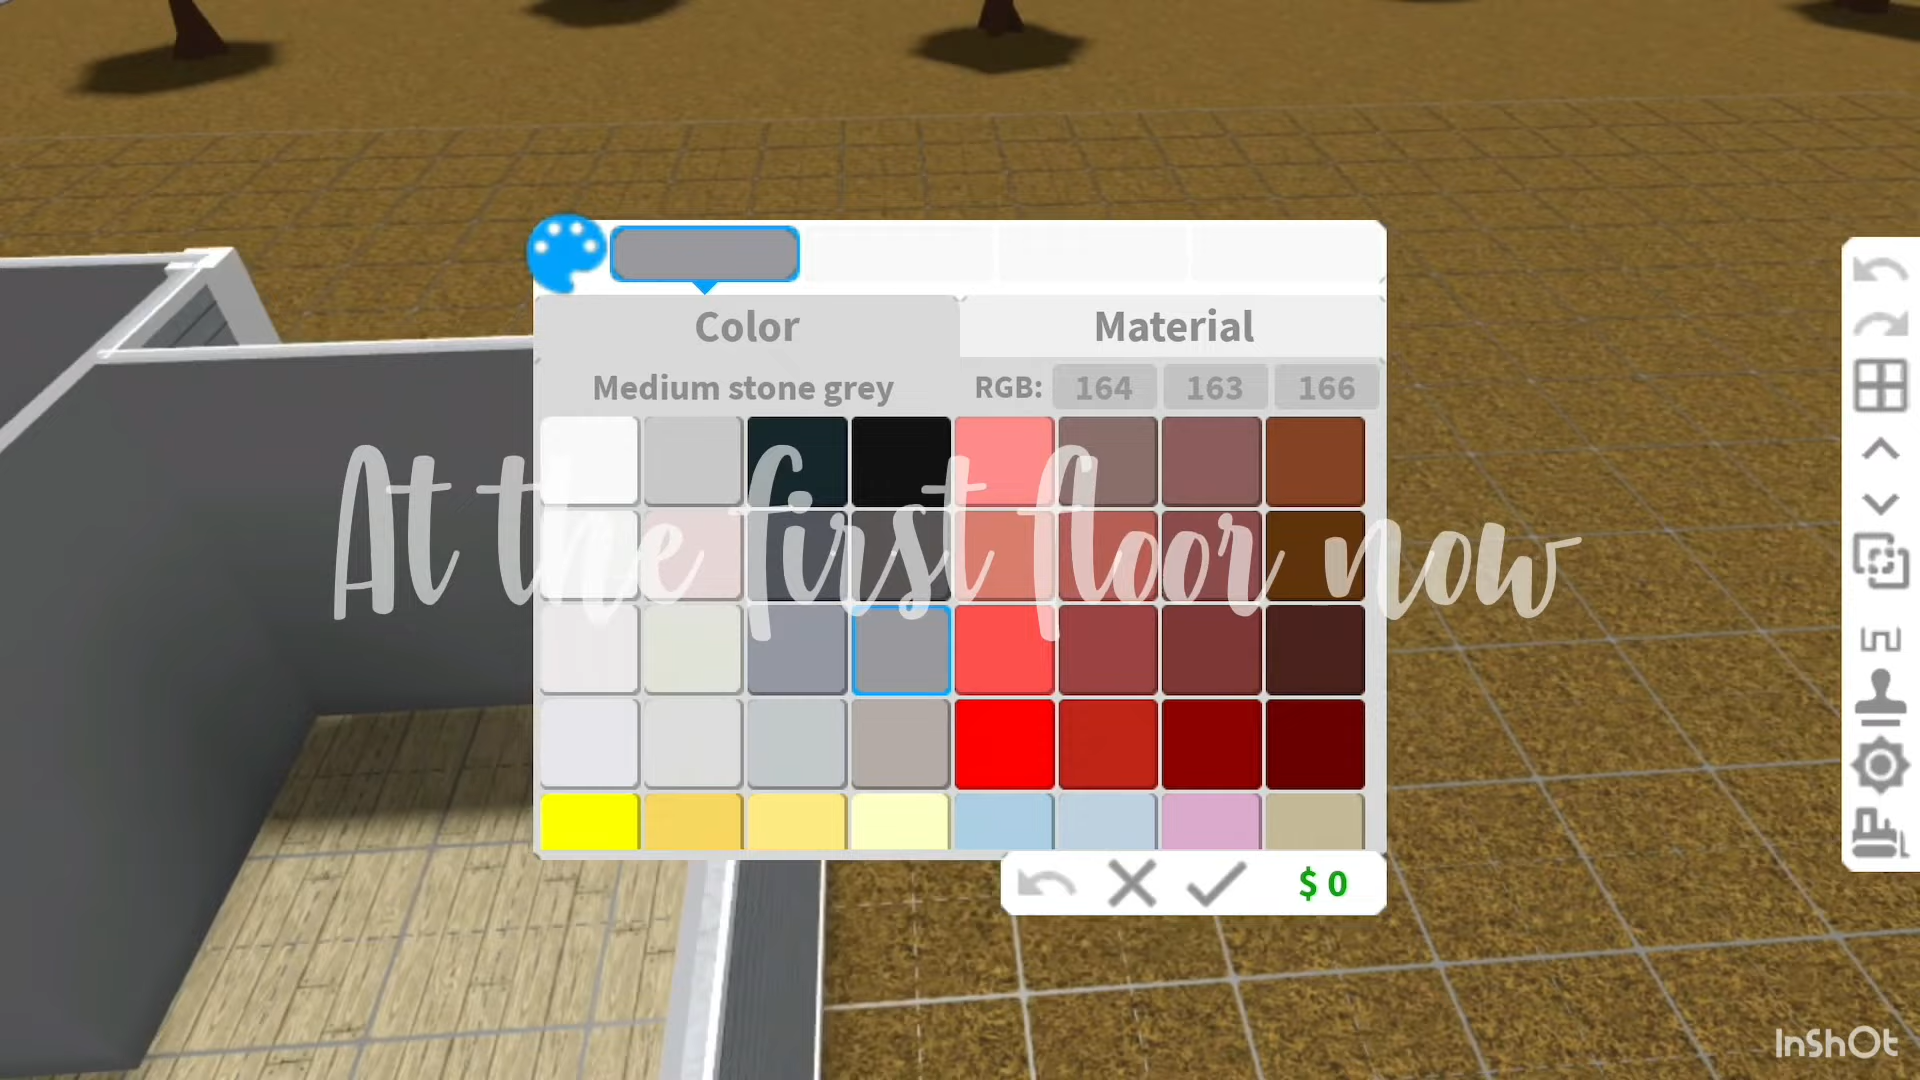 Color
Material
Medium stone grey
RGB: 164 163 166
At the first floor now
$ 0
InShOt